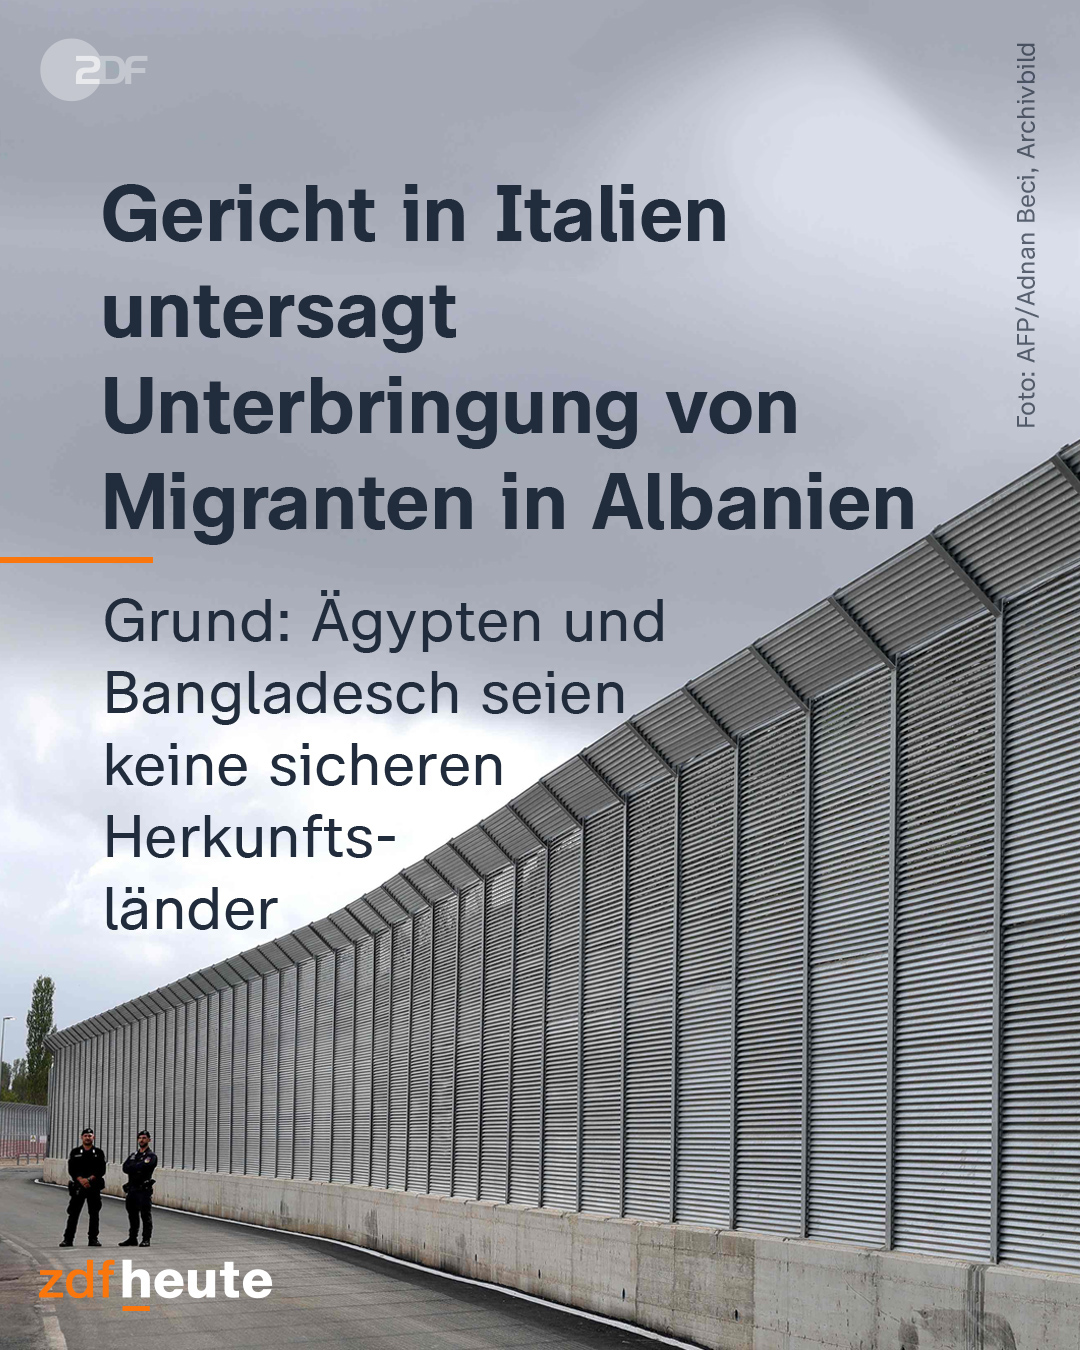 ZDF
Foto: AFP/Adnan Beci, Archivbild
Gericht in Italien
untersagt
Unterbringung von
Migranten in Albanien
Grund: Ägypten und
Bangladesch seien
keine sicheren
Herkunfts-
länder
zdfheute